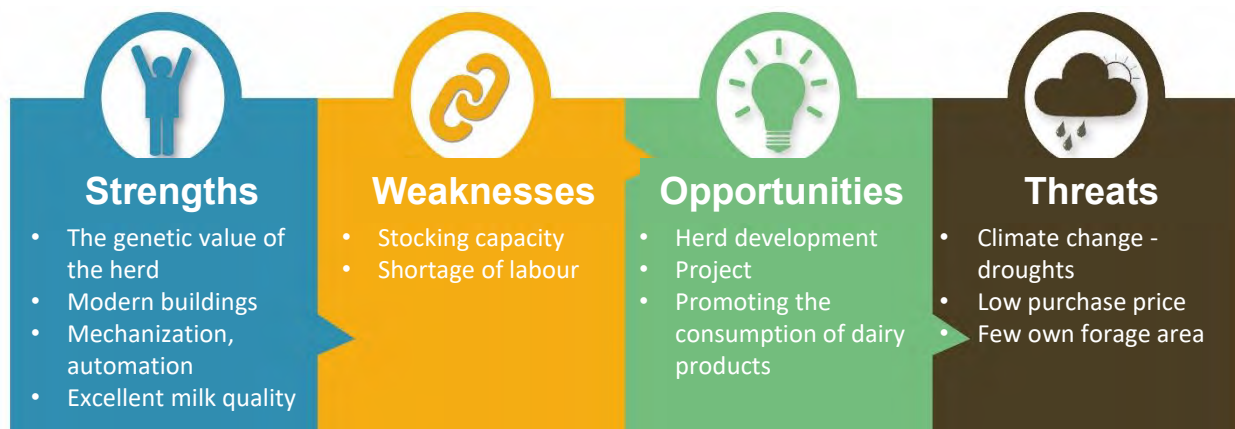 Strengths
• The genetic value of
the herd
• Modern buildings
• Mechanization,
automation
• Excellent milk quality
Weaknesses
• Stocking capacity
• Shortage of labour
Opportunities
• Herd development
• Project
• Promoting the
consumption of dairy
products
Threats
• Climate change -
droughts
• Low purchase price
• Few own forage area